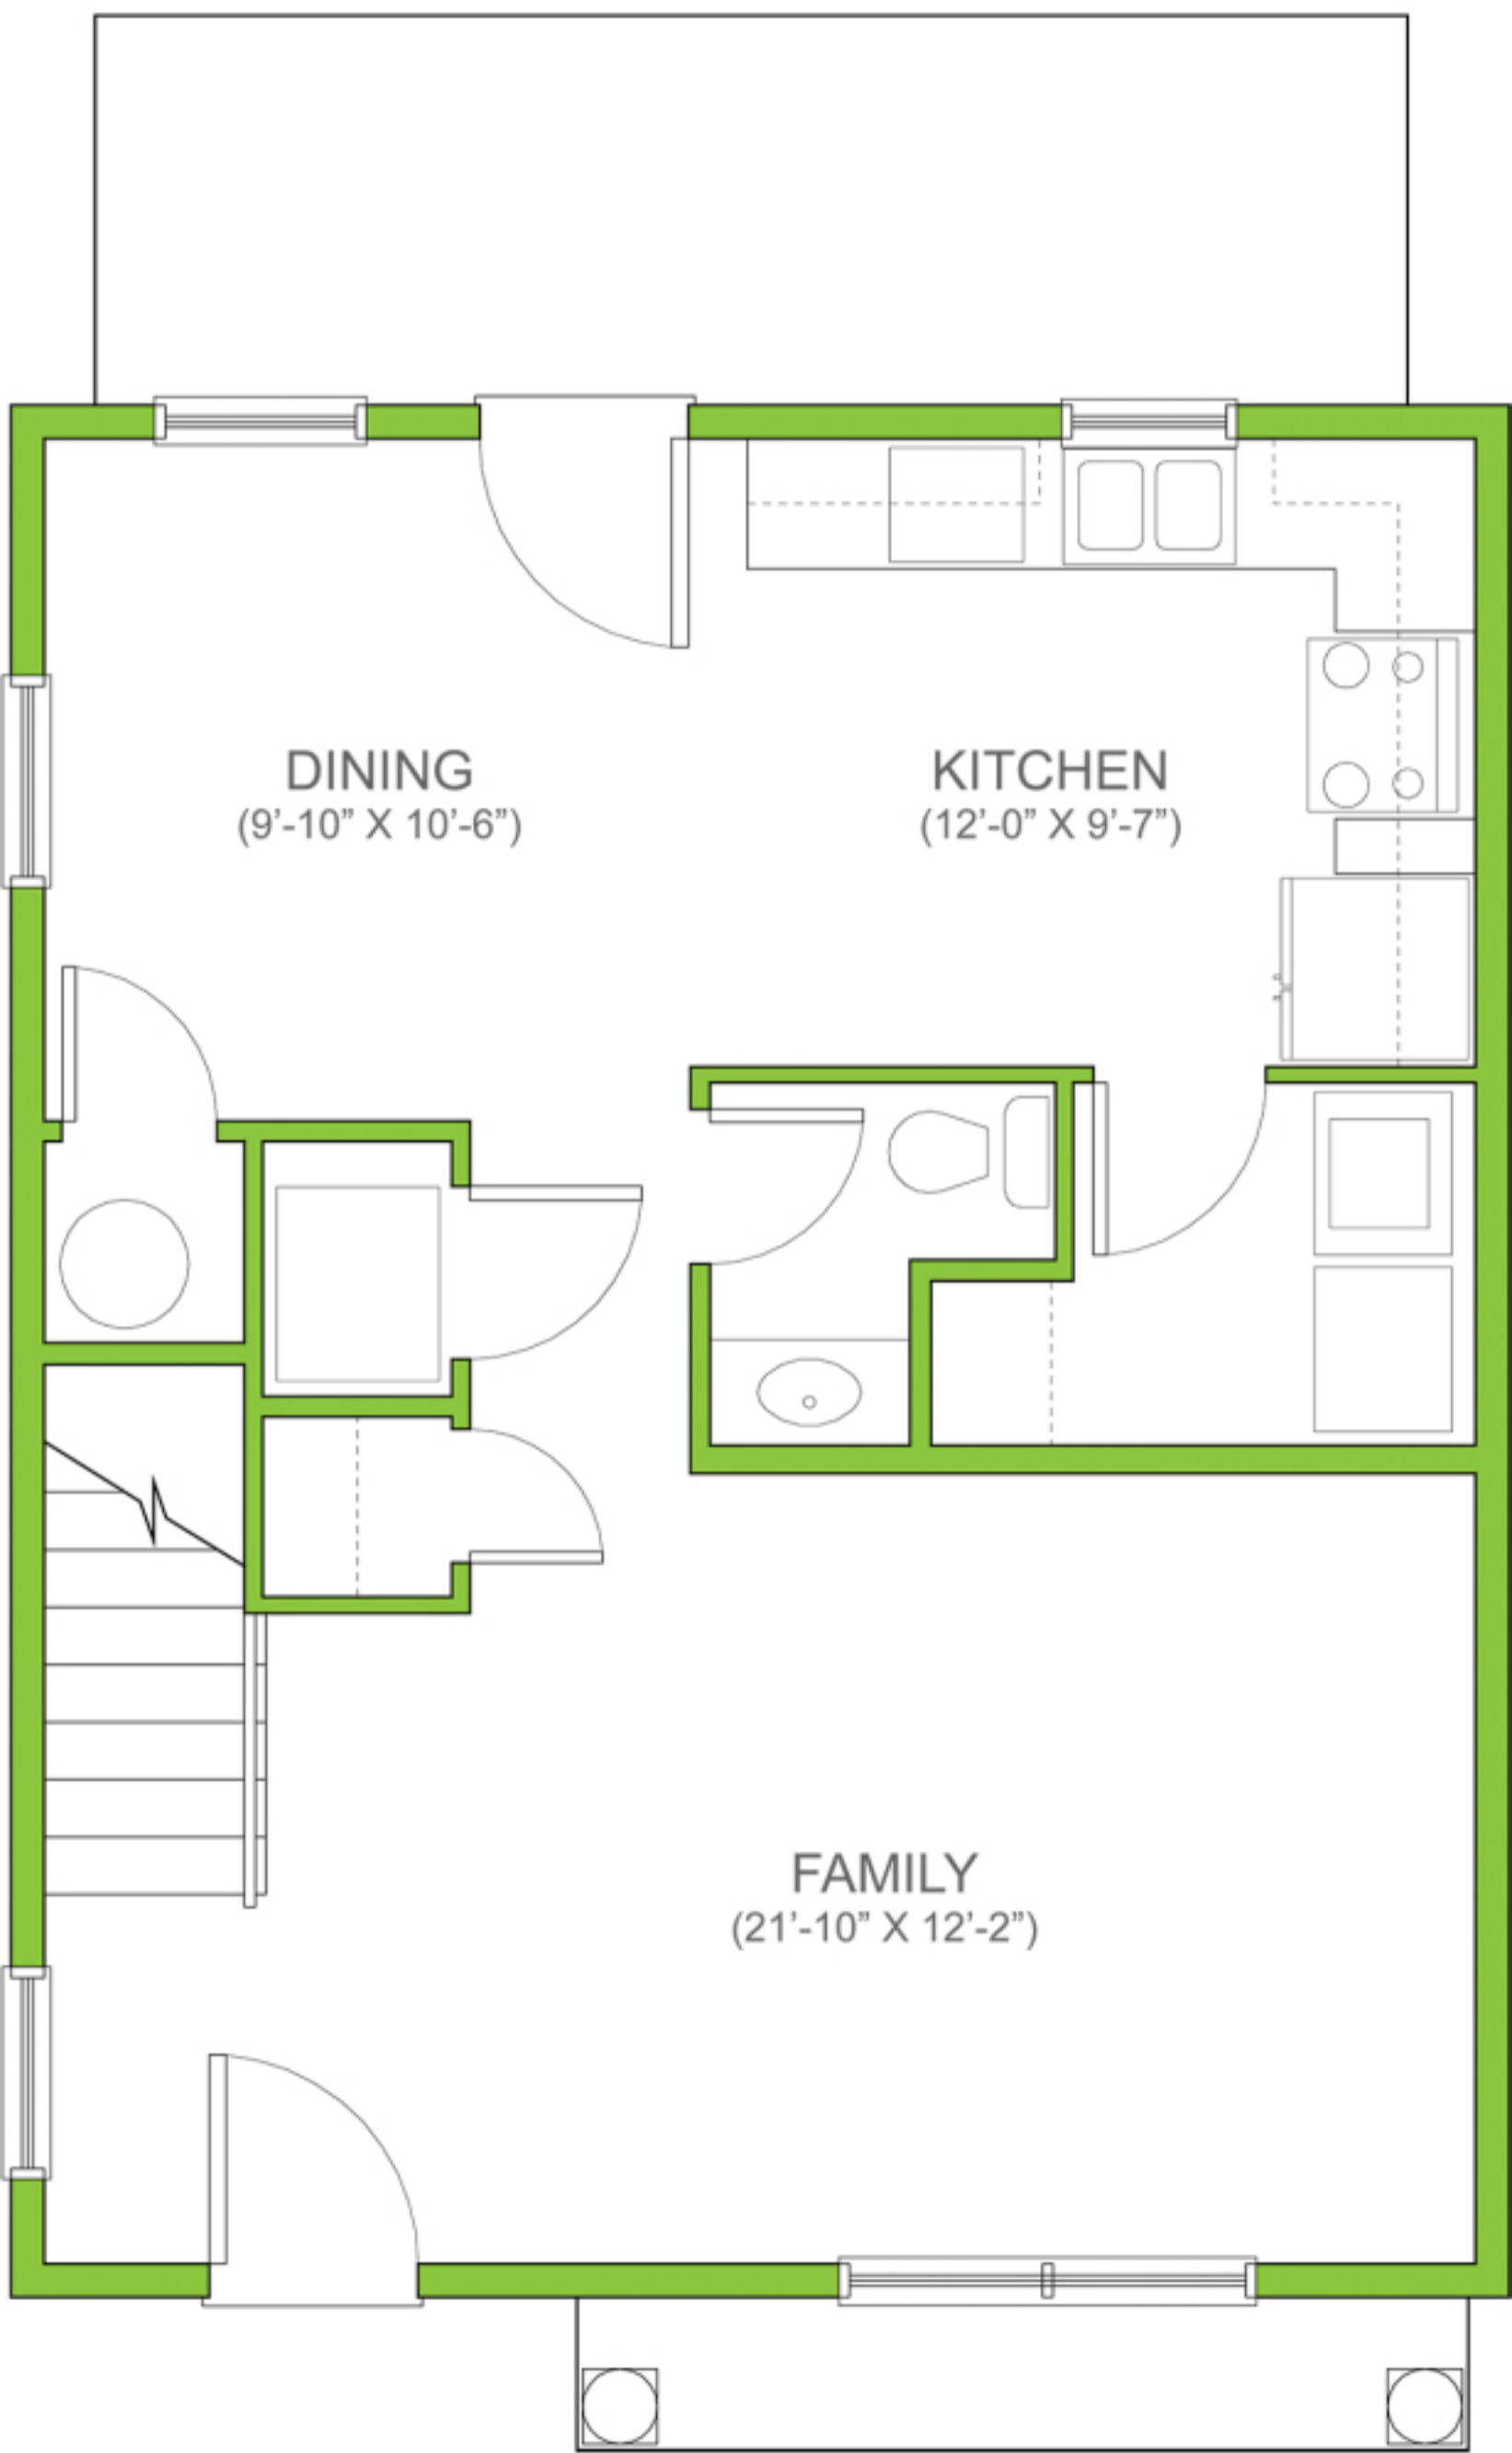 DINING
(9’-10” X 10’-6”)
KITCHEN
(12’-0” X 9’-7”)
FAMILY
(21’-10” X 12’-2”)